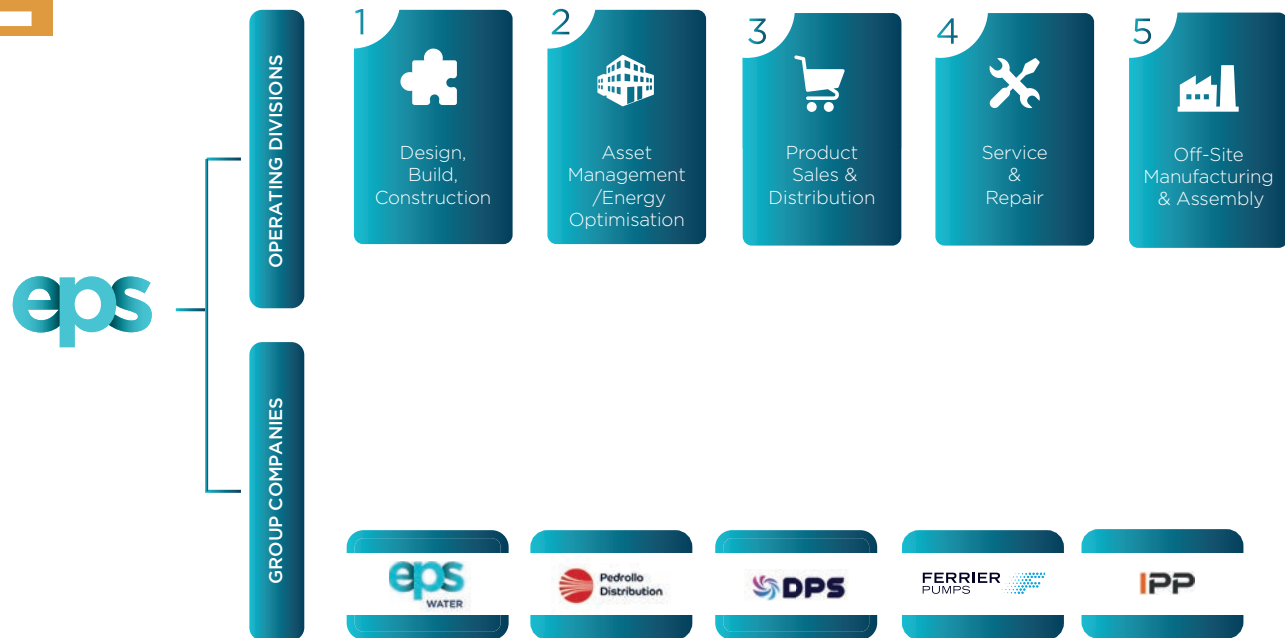 eps
OPERATING DIVISIONS
1
Design,
Build,
Construction
2
Asset
Management
/Energy
Optimisation
3
Product
Sales &
Distribution
4
Service
&
Repair
5
Off-Site
Manufacturing
& Assembly
GROUP COMPANIES
eps
WATER
Pedrollo
Distribution
DPS
FERRIER
PUMPS
IPP